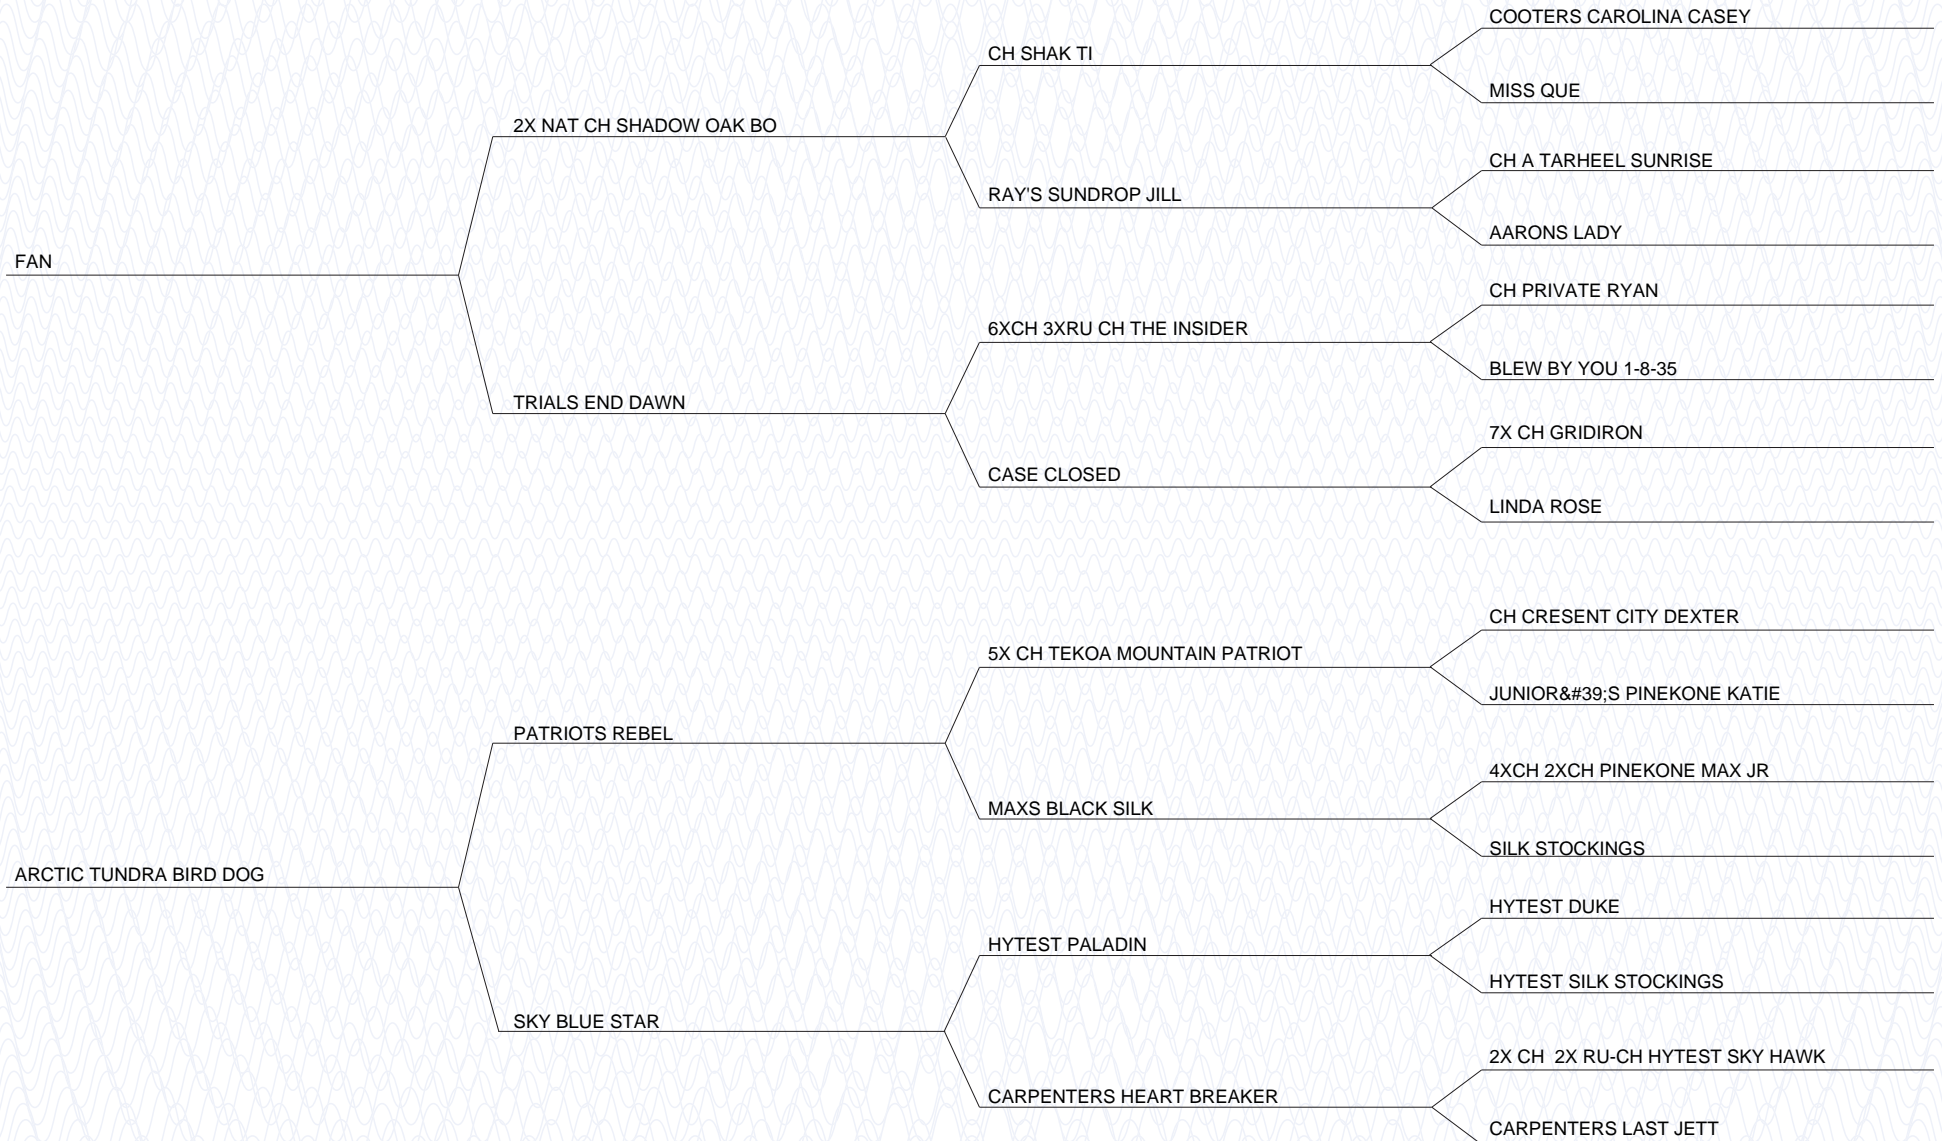 COOTERS CAROLINA CASEY
CH SHAK TI
MISS QUE
2X NAT CH SHADOW OAK BO
CH A TARHEEL SUNRISE
RAY'S SUNDROP JILL
AARONS LADY
FAN
CH PRIVATE RYAN
6XCH 3XRU CH THE INSIDER
BLEW BY YOU 1-8-35
TRIALS END DAWN
7X CH GRIDIRON
CASE CLOSED
LINDA ROSE
CH CRESENT CITY DEXTER
5X CH TEKOA MOUNTAIN PATRIOT
JUNIOR&#39;S PINEKONE KATIE
PATRIOTS REBEL
4XCH 2XCH PINEKONE MAX JR
MAXS BLACK SILK
SILK STOCKINGS
ARCTIC TUNDRA BIRD DOG
HYTEST DUKE
HYTEST PALADIN
HYTEST SILK STOCKINGS
SKY BLUE STAR
2X CH  2X RU-CH HYTEST SKY HAWK
CARPENTERS HEART BREAKER
CARPENTERS LAST JETT